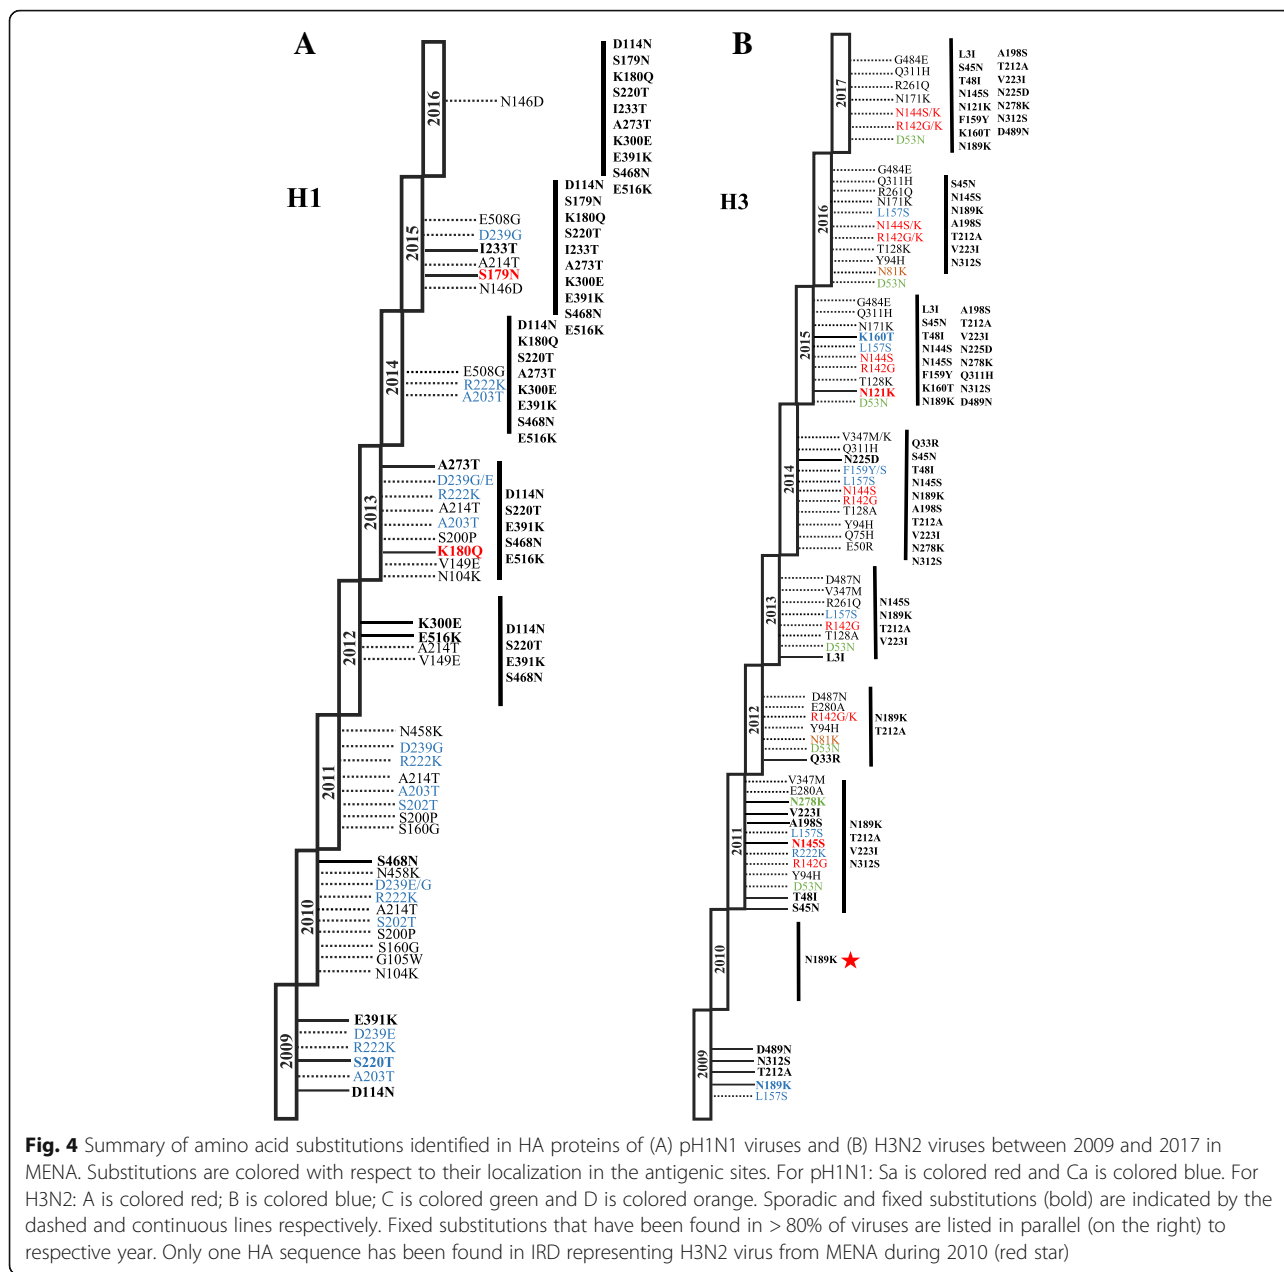 A
H1
2016
N146D
D114N
S179N
K180Q
S220T
I233T
A273T
K300E
E391K
S468N
E516K
2015
E508G
D239G
I233T
A214T
S179N
N146D
D114N
S179N
K180Q
S220T
I233T
A273T
K300E
E391K
S468N
E516K
2014
E508G
R222K
A203T
D114N
K180Q
S220T
A273T
K300E
E391K
S468N
E516K
2013
A273T
D239G/E
R222K
A214T
A203T
S200P
K180Q
V149E
N104K
D114N
S220T
E391K
S468N
E516K
2012
K300E
E516K
A214T
V149E
D114N
S220T
E391K
S468N
2011
N458K
D239G
R222K
A214T
A203T
S202T
S200P
S160G
2010
S468N
N458K
D239E/G
R222K
A214T
S202T
S200P
S160G
G105W
N104K
2009
E391K
D239E
R222K
S220T
A203T
D114N
B
H3
2017
G484E
Q311H
R261Q
N171K
N144S/K
R142G/K
D53N
L3I A198S
S45N T212A
T48I V223I
N145S N225D
N121K N278K
F159Y N312S
K160T D489N
N189K
2016
G484E
Q311H
R261Q
N171K
L157S
N144S/K
R142G/K
T128K
Y94H
N81K
D53N
S45N
N145S
N189K
A198S
T212A
V223I
N312S
2015
G484E
Q311H
N171K
K160T
L157S
N144S
R142G
T128K
N121K
D53N
L3I A198S
S45N T212A
T48I V223I
N144S N225D
N145S N278K
F159Y Q311H
K160T N312S
N189K D489N
2014
V347M/K
Q311H
N225D
F159Y/S
L157S
N144S
R142G
T128A
Y94H
Q75H
E50R
Q33R
S45N
T48I
N145S
N189K
A198S
T212A
V223I
N278K
N312S
2013
D487N
V347M
R261Q
L157S
R142G
T128A
D53N
L3I
N145S
N189K
T212A
V223I
2012
D487N
E280A
R142G/K
Y94H
N81K
D53N
Q33R
N189K
T212A
2011
V347M
E280A
N278K
V223I
A198S
L157S
N145S
R222K
R142G
Y94H
D53N
T48I
S45N
N189K
T212A
V223I
N312S
2010
N189K
2009
D489N
N312S
T212A
N189K
L157S
Fig. 4 Summary of amino acid substitutions identified in HA proteins of (A) pH1N1 viruses and (B) H3N2 viruses between 2009 and 2017 in
MENA. Substitutions are colored with respect to their localization in the antigenic sites. For pH1N1: Sa is colored red and Ca is colored blue. For
H3N2: A is colored red; B is colored blue; C is colored green and D is colored orange. Sporadic and fixed substitutions (bold) are indicated by the
dashed and continuous lines respectively. Fixed substitutions that have been found in > 80% of viruses are listed in parallel (on the right) to
respective year. Only one HA sequence has been found in IRD representing H3N2 virus from MENA during 2010 (red star)